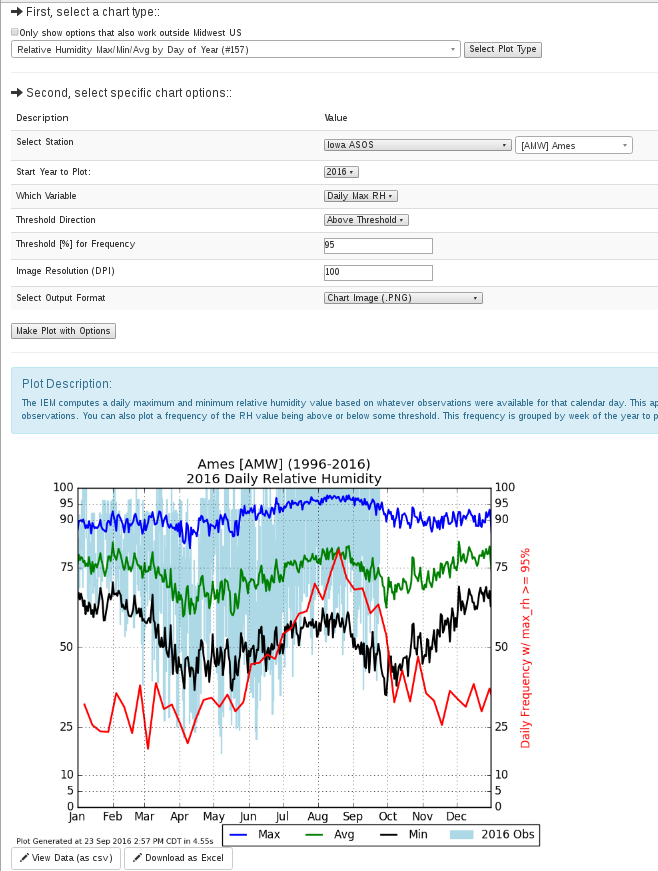 First, select a chart type::
Only show options that also work outside Midwest US
Relative Humidity Max/Min/Avg by Day of Year (#157)
Select Plot Type
Second, select specific chart options::
Description Value
Select Station Iowa ASOS [AMW] Ames
Start Year to Plot: 2016
Which Variable Daily Max RH
Threshold Direction Above Threshold
Threshold [%] for Frequency 95
Image Resolution (DPI) 100
Select Output Format Chart Image (.PNG)
Make Plot with Options
Plot Description:
The IEM computes a daily maximum and minimum relative humidity value based on whatever observations were available for that calendar day. This ap
observations. You can also plot a frequency of the RH value being above or below some threshold. This frequency is grouped by week of the year to p
Ames [AMW] (1996-2016)
2016 Daily Relative Humidity
100 100
95 95
90 90
75 75
50 50
25 25
10 10
5 5
0 0
Daily Frequency w/ max_rh >= 95%
Jan Feb Mar Apr May Jun Jul Aug Sep Oct Nov Dec
Max Avg Min 2016 Obs
Plot Generated at 23 Sep 2016 2:57 PM CDT in 4.55s
View Data (as csv) Download as Excel